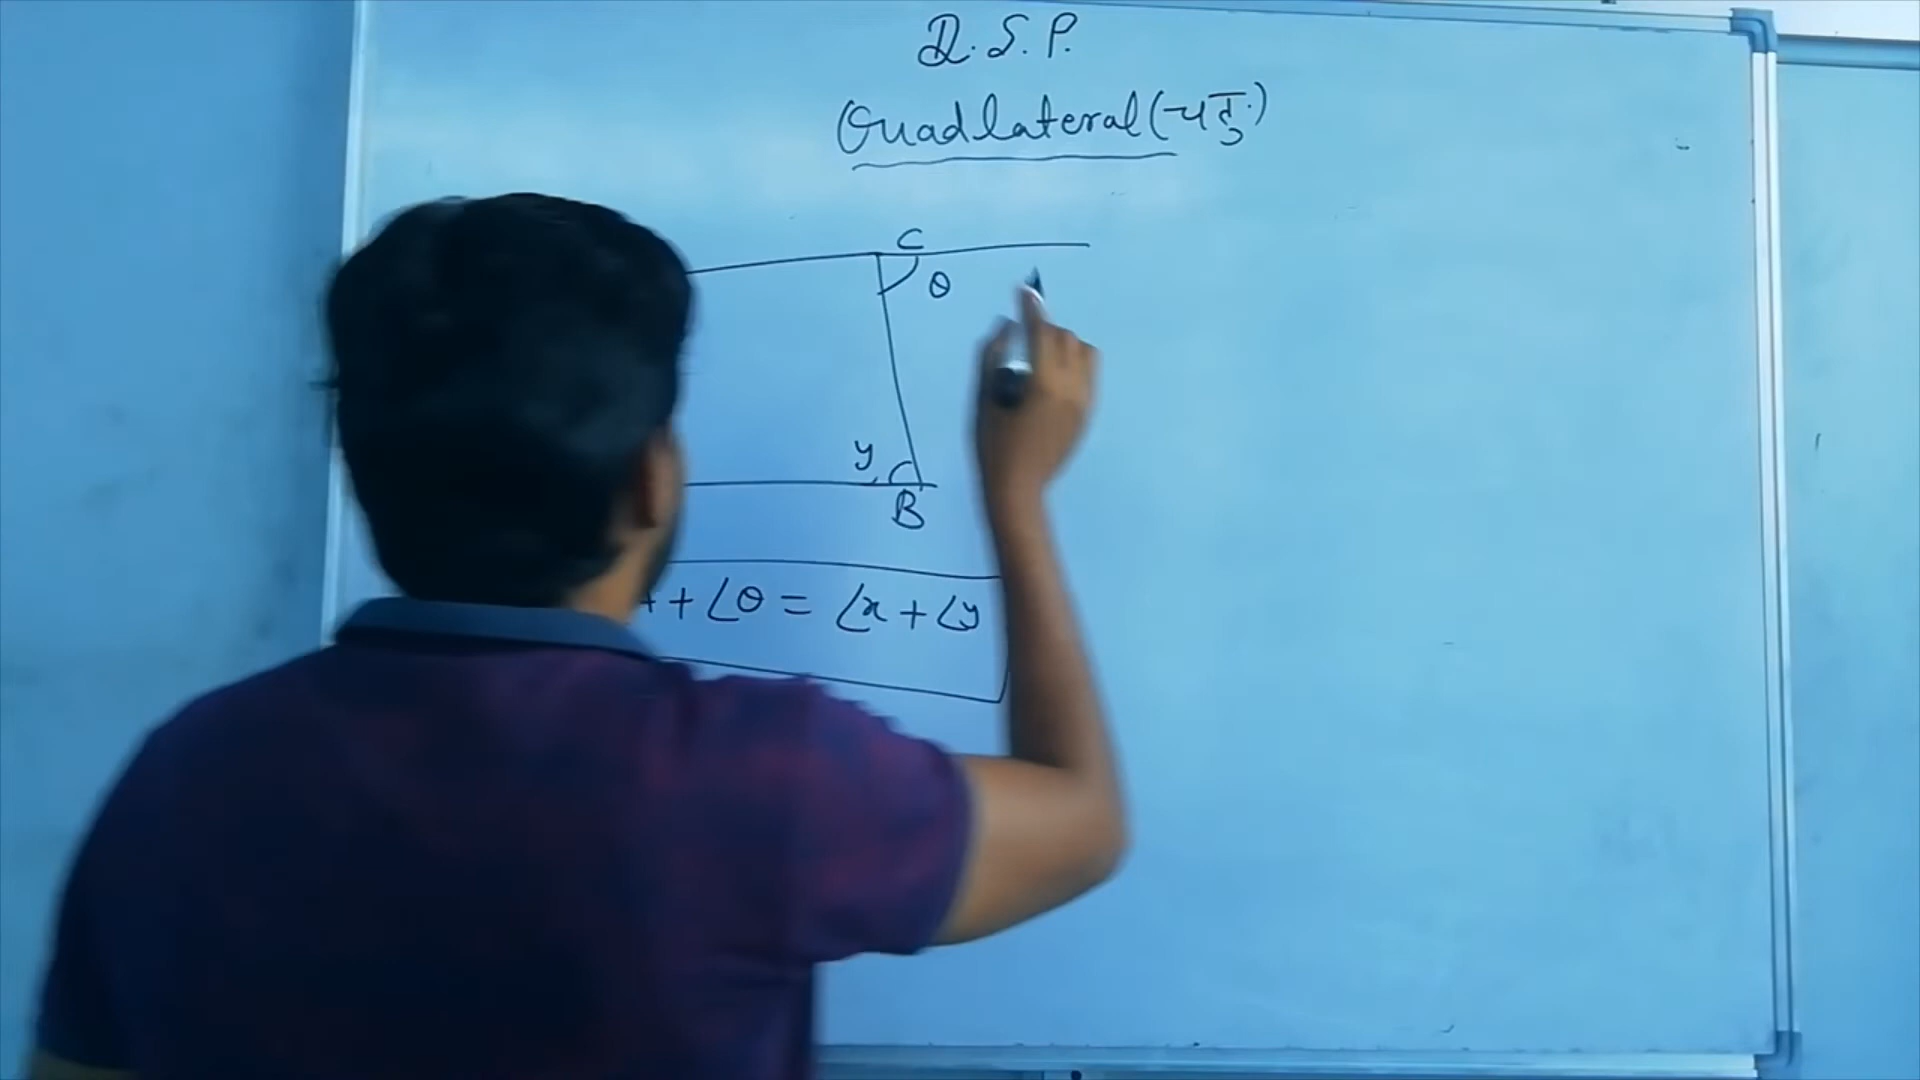 D.S.P.
Quadlateral (चतु.)
C
θ
y
B
+ ∠θ = ∠x + ∠y